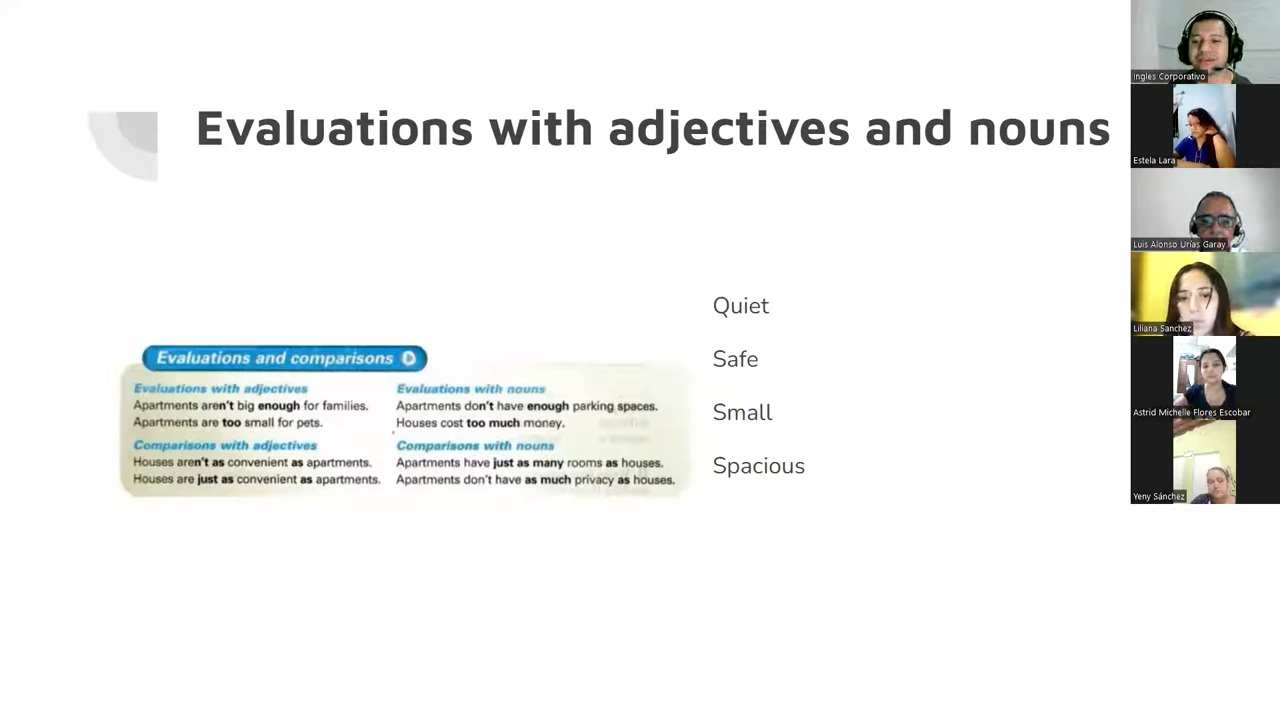 Evaluations with adjectives and nouns
Evaluations and comparisons
Evaluations with adjectives
Apartments aren't big enough for families.
Apartments are too small for pets.
Comparisons with adjectives
Houses aren't as convenient as apartments.
Houses are just as convenient as apartments.
Evaluations with nouns
Apartments don't have enough parking spaces.
Houses cost too much money.
Comparisons with nouns
Apartments have just as many rooms as houses.
Apartments don't have as much privacy as houses.
Quiet
Safe
Small
Spacious
Ingles Corporativo
Estela Lara
Luis Alonso Urías Garay
Liliana Sanchez
Astrid Michelle Flores Escobar
Yeny Sánchez